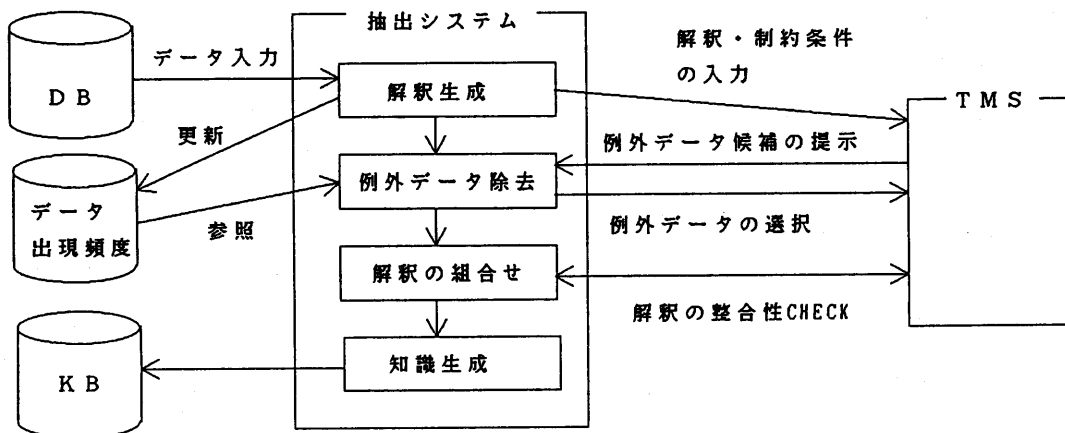 抽出システム
データ入力
解釈・制約条件
の入力
DB
解釈生成
TMS
更新
例外データ候補の提示
例外データ除去
データ
出現頻度
参照
例外データの選択
解釈の組合せ
解釈の整合性CHECK
知識生成
KB